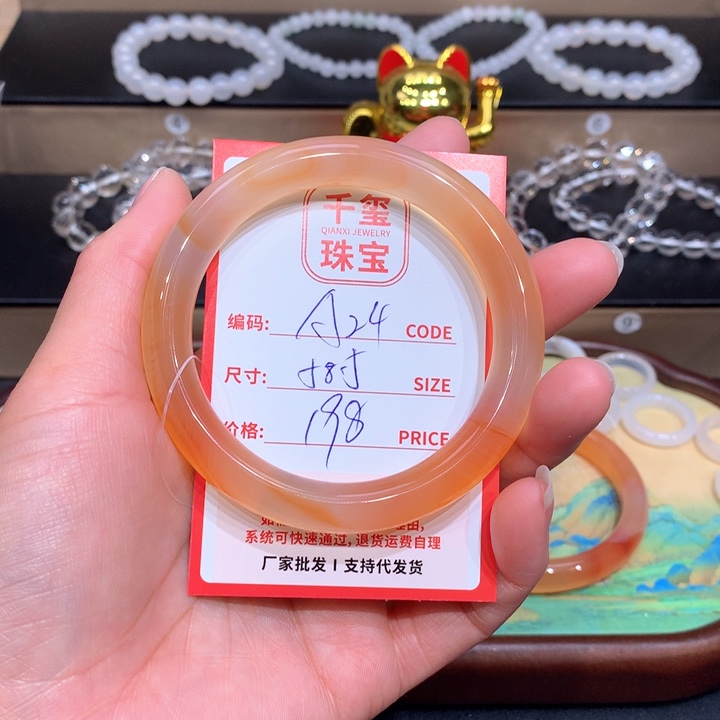 千玺
QIANXI JEWELRY
珠宝
编码: A24 CODE
尺寸: 58寸 SIZE
价格: 198 PRICE
系统可快速通过, 退货运费自理
厂家批发 | 支持代发货